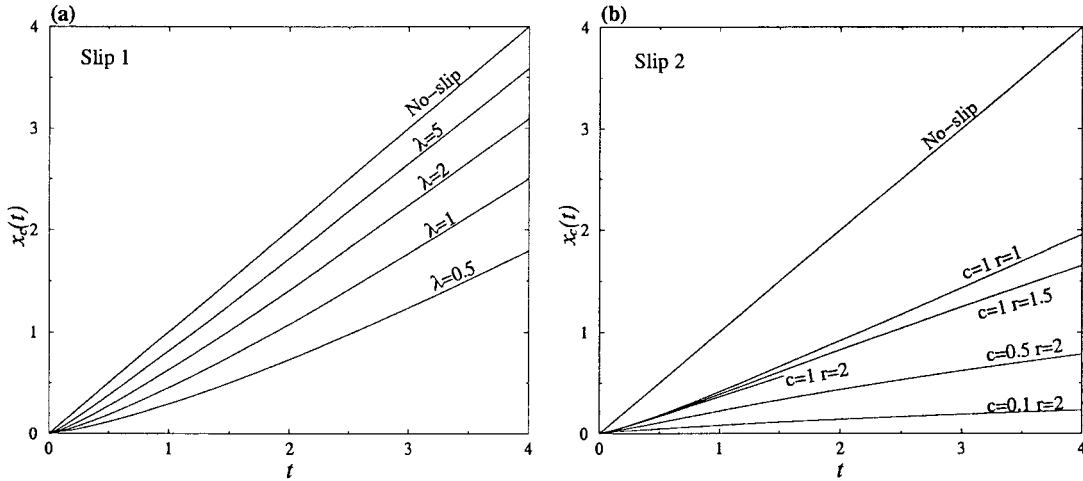 (a)
Slip 1
No-slip
λ=5
λ=2
λ=1
λ=0.5
4
3
2
1
0
x_c(t)
0 1 2 3 4
t
(b)
Slip 2
No-slip
c=1 r=1
c=1 r=1.5
c=1 r=2
c=0.5 r=2
c=0.1 r=2
4
3
2
1
0
x_c(t)
0 1 2 3 4
t